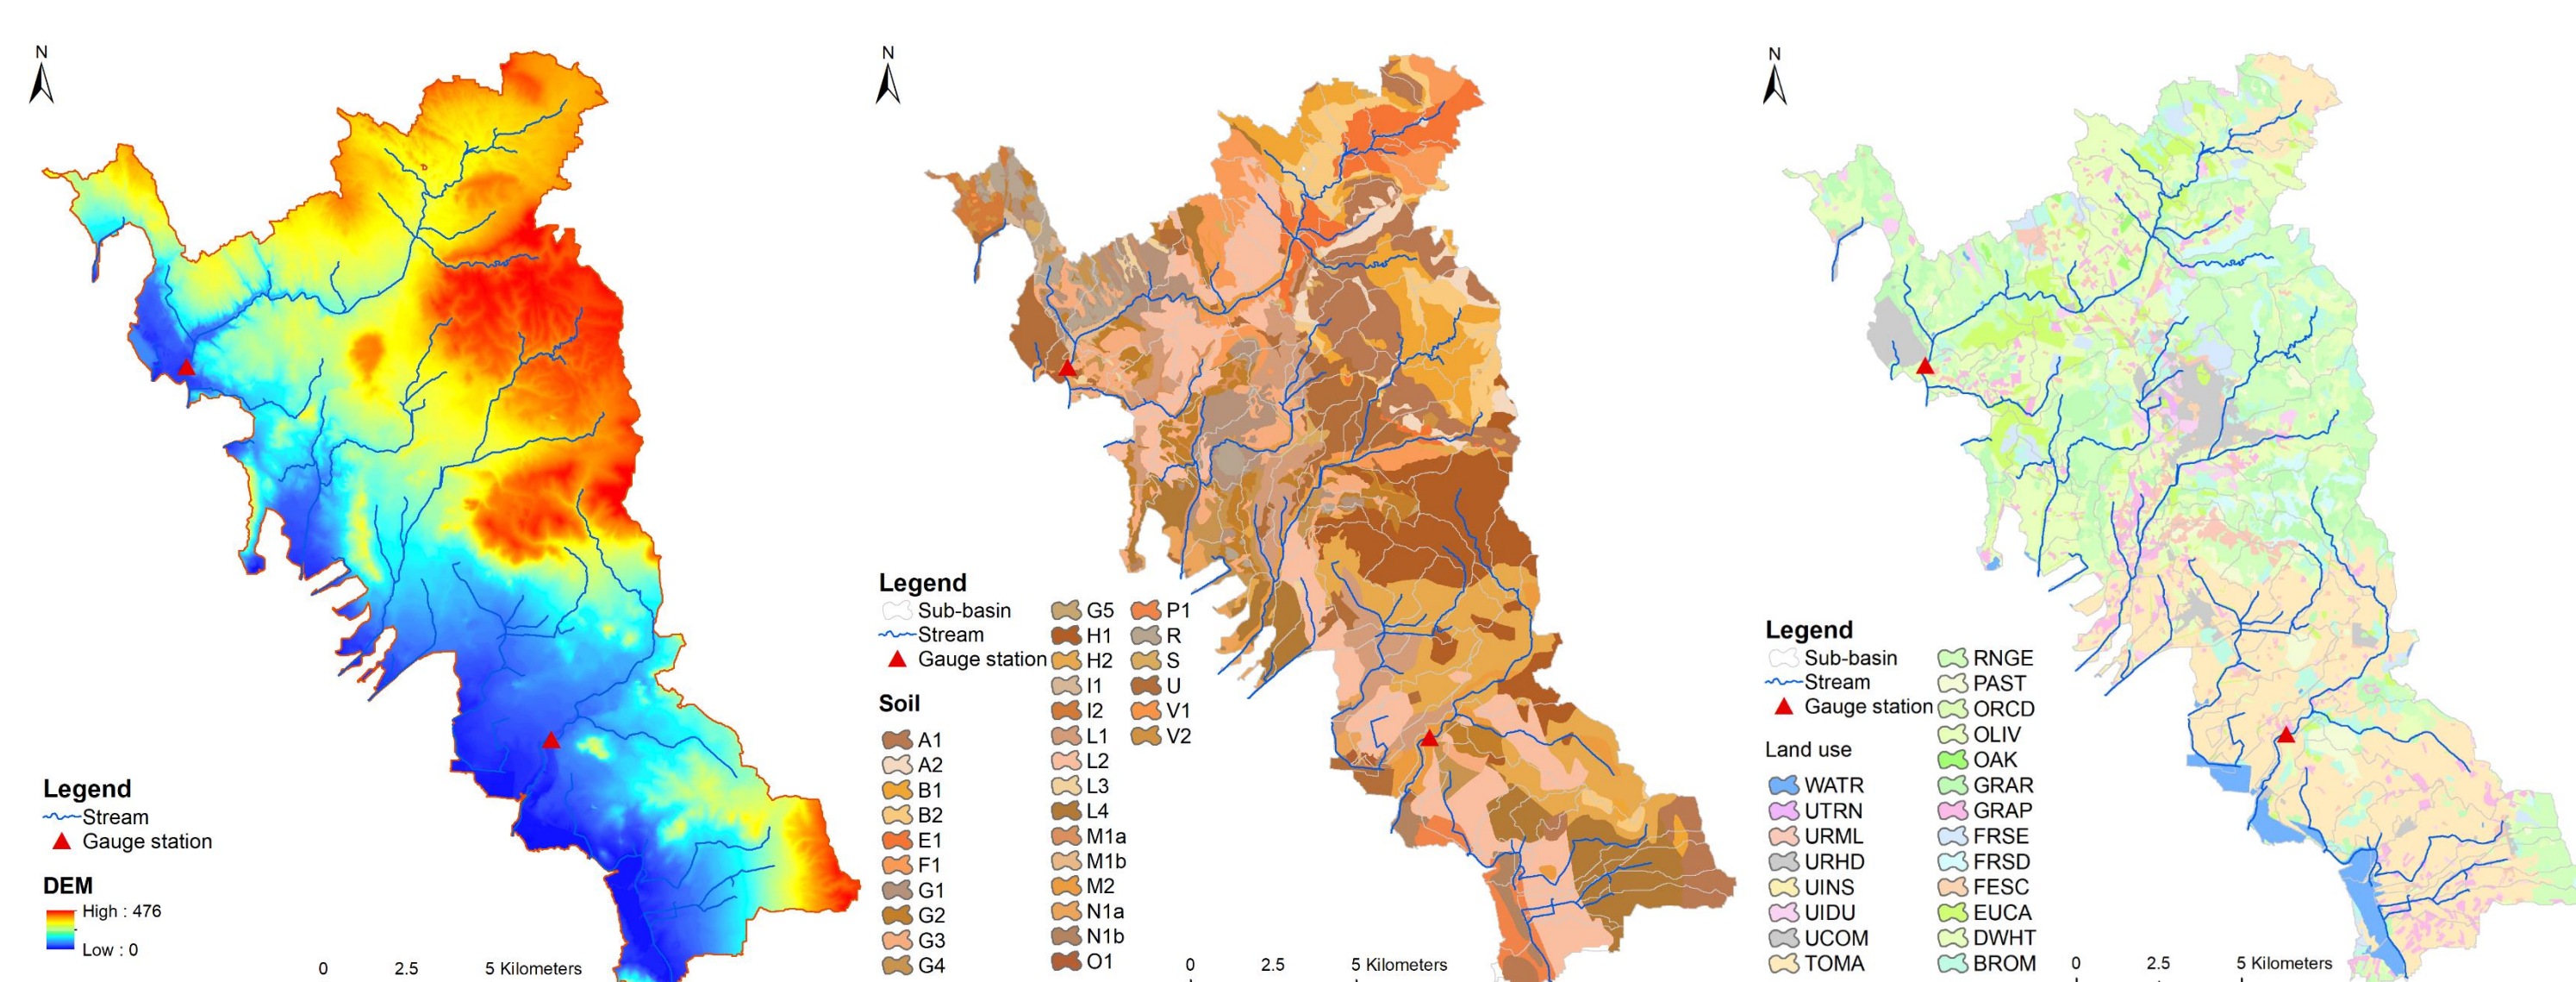 N
Legend
Stream
Gauge station
DEM
High : 476
Low : 0
0 2.5 5 Kilometers
N
Legend
Sub-basin
Stream
Gauge station
Soil
A1
A2
B1
B2
E1
F1
G1
G2
G3
G4
G5
H1
H2
I1
I2
L1
L2
L3
L4
M1a
M1b
M2
N1a
N1b
O1
P1
R
S
U
V1
V2
0 2.5 5 Kilometers
N
Legend
Sub-basin
Stream
Gauge station
Land use
WATR
UTRN
URML
URHD
UINS
UIDU
UCOM
TOMA
RNGE
PAST
ORCD
OLIV
OAK
GRAR
GRAP
FRSE
FRSD
FESC
EUCA
DWHT
BROM
0 2.5 5 Kilometers